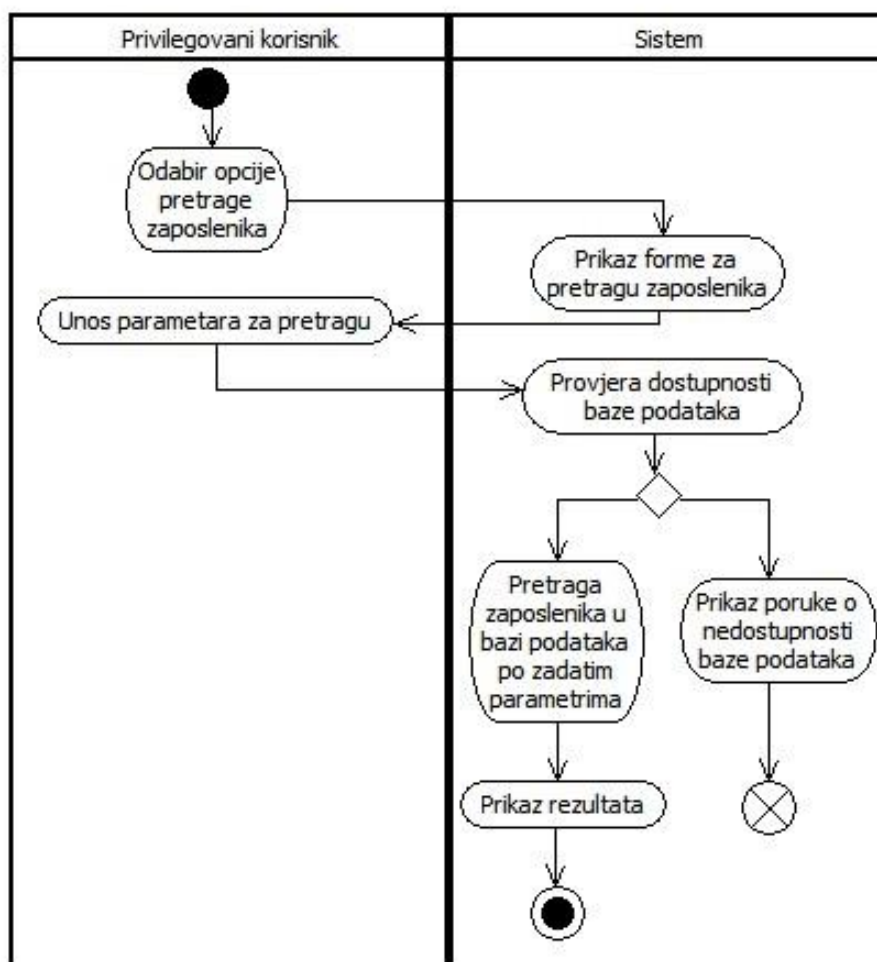 Privilegovani korisnik
Sistem
Odabir opcije
pretrage
zaposlenika
Prikaz forme za
pretragu zaposlenika
Unos parametara za pretragu
Provjera dostupnosti
baze podataka
Pretraga
zaposlenika u
bazi podataka
po zadatim
parametrima
Prikaz poruke o
nedostupnosti
baze podataka
Prikaz rezultata